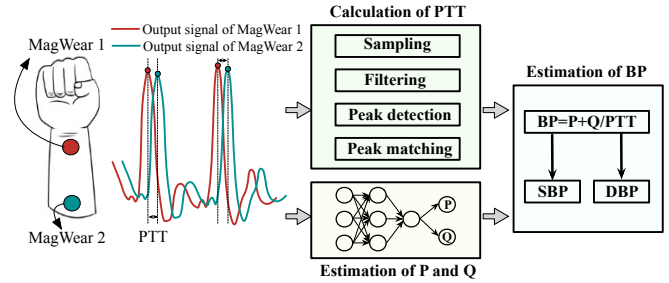 MagWear 1
MagWear 2
Output signal of MagWear 1
Output signal of MagWear 2
PTT
Calculation of PTT
Sampling
Filtering
Peak detection
Peak matching
P
Q
Estimation of P and Q
Estimation of BP
BP=P+Q/PTT
SBP
DBP